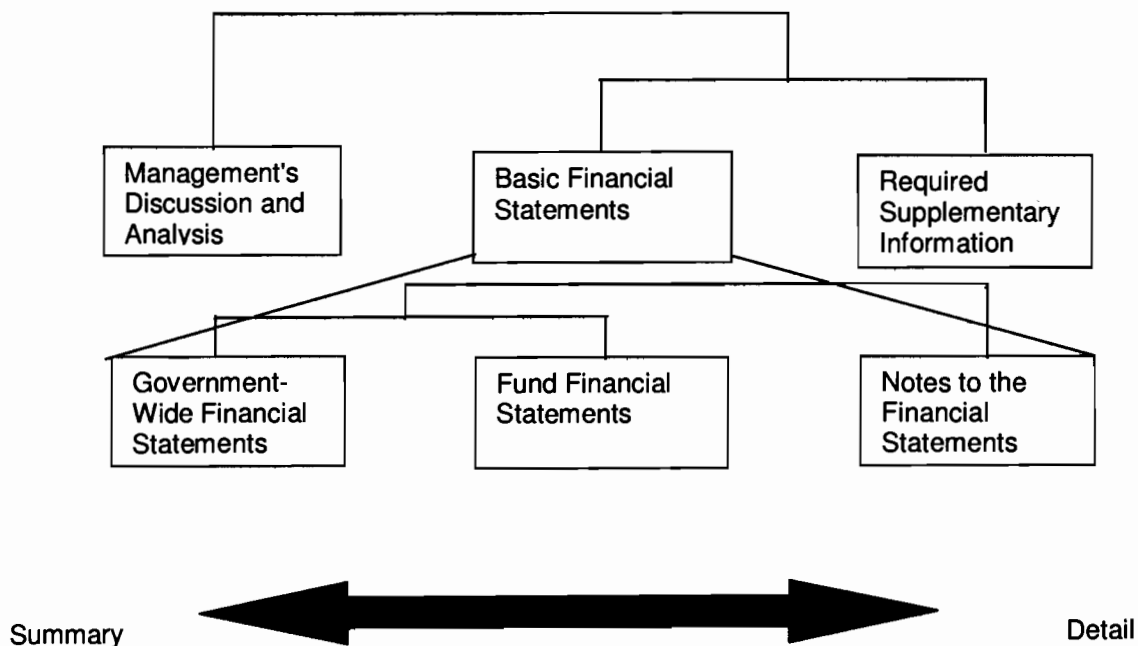 Management's
Discussion and
Analysis
Basic Financial
Statements
Required
Supplementary
Information
Government-
Wide Financial
Statements
Fund Financial
Statements
Notes to the
Financial
Statements
Summary
Detail